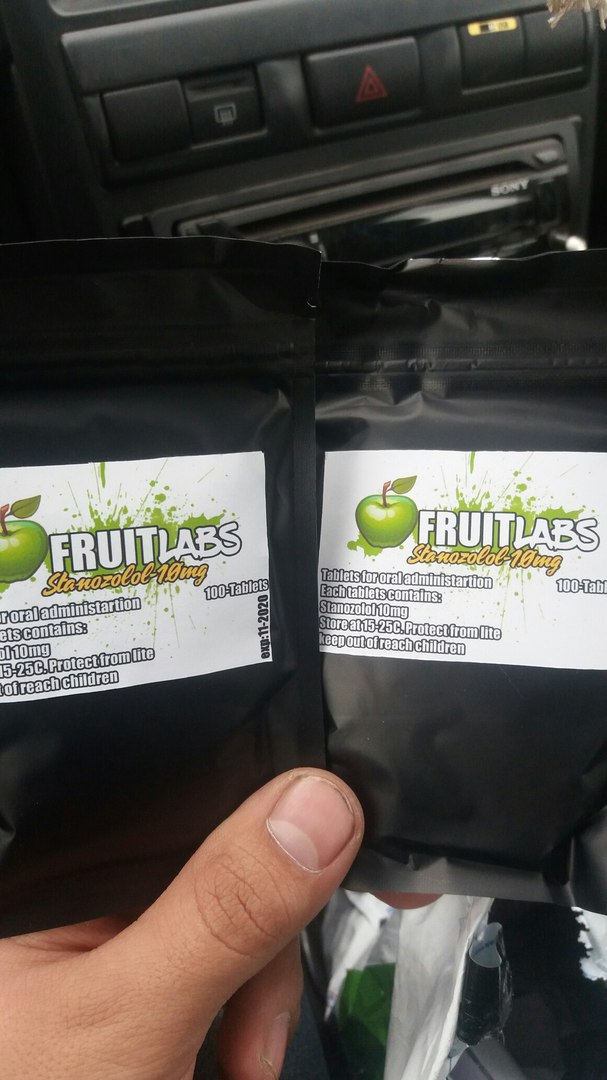 SONY
FRUITLABS
Stanozolol-10mg
100-Tablets
r oral administartion
ets contains:
ol 10mg
15-25C. Protect from lite
ut of reach children
exp:11-2020
FRUITLABS
Stanozolol-10mg
100-Tabl
Tablets for oral administartion
Each tablets contains:
Stanozolol 10mg
Store at 15-25C. Protect from lite
keep out of reach children